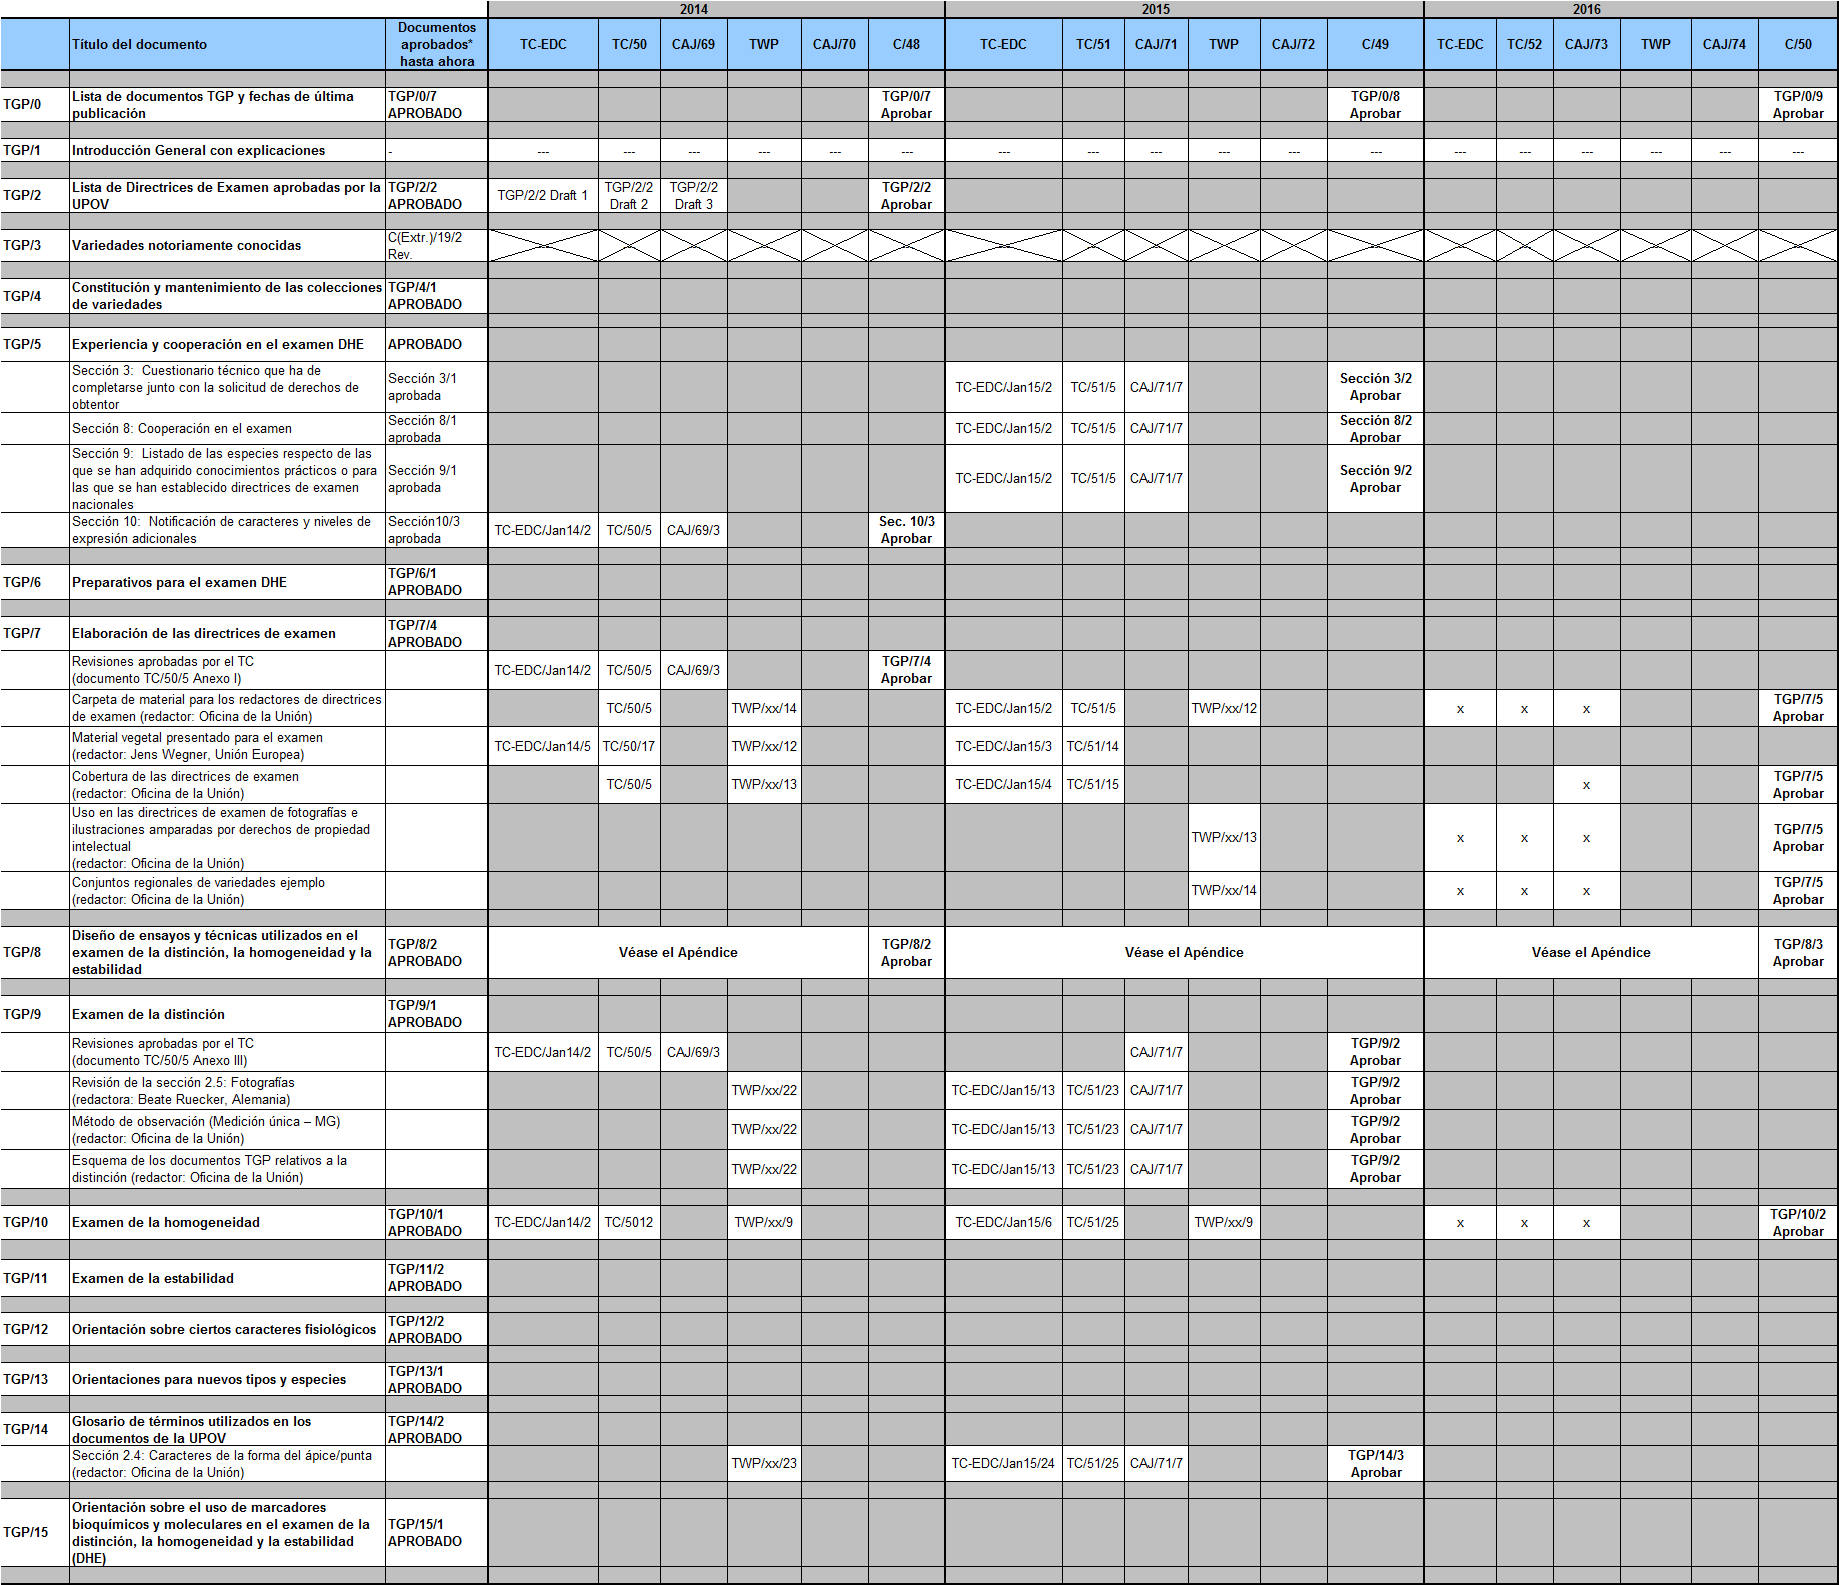 2014 2015 2016
Título del documento Documentos aprobados* hasta ahora TC-EDC TC/50 CAJ/69 TWP CAJ/70 C/48 TC-EDC TC/51 CAJ/71 TWP CAJ/72 C/49 TC-EDC TC/52 CAJ/73 TWP CAJ/74 C/50
TGP/0 Lista de documentos TGP y fechas de última publicación TGP/0/7 APROBADO TGP/0/7 Aprobar TGP/0/8 Aprobar TGP/0/9 Aprobar
TGP/1 Introducción General con explicaciones - --- --- --- --- --- --- --- --- --- --- --- --- --- --- --- --- --- ---
TGP/2 Lista de Directrices de Examen aprobadas por la UPOV TGP/2/2 APROBADO TGP/2/2 Draft 1 TGP/2/2 Draft 2 TGP/2/2 Draft 3 TGP/2/2 Aprobar
TGP/3 Variedades notoriamente conocidas C(Extr.)/19/2 Rev.
TGP/4 Constitución y mantenimiento de las colecciones de variedades TGP/4/1 APROBADO
TGP/5 Experiencia y cooperación en el examen DHE APROBADO
Sección 3: Cuestionario técnico que ha de completarse junto con la solicitud de derechos de obtentor Sección 3/1 aprobada TC-EDC/Jan15/2 TC/51/5 CAJ/71/7 Sección 3/2 Aprobar
Sección 8: Cooperación en el examen Sección 8/1 aprobada TC-EDC/Jan15/2 TC/51/5 CAJ/71/7 Sección 8/2 Aprobar
Sección 9: Listado de las especies respecto de las que se han adquirido conocimientos prácticos o para las que se han establecido directrices de examen nacionales Sección 9/1 aprobada TC-EDC/Jan15/2 TC/51/5 CAJ/71/7 Sección 9/2 Aprobar
Sección 10: Notificación de caracteres y niveles de expresión adicionales Sección10/3 aprobada TC-EDC/Jan14/2 TC/50/5 CAJ/69/3 Sec. 10/3 Aprobar
TGP/6 Preparativos para el examen DHE TGP/6/1 APROBADO
TGP/7 Elaboración de las directrices de examen TGP/7/4 APROBADO
Revisiones aprobadas por el TC (documento TC/50/5 Anexo I) TC-EDC/Jan14/2 TC/50/5 CAJ/69/3 TGP/7/4 Aprobar
Carpeta de material para los redactores de directrices de examen (redactor: Oficina de la Unión) TC/50/5 TWP/xx/14 TC-EDC/Jan15/2 TC/51/5 TWP/xx/12 x x x TGP/7/5 Aprobar
Material vegetal presentado para el examen (redactor: Jens Wegner, Unión Europea) TC-EDC/Jan14/5 TC/50/17 TWP/xx/12 TC-EDC/Jan15/3 TC/51/14
Cobertura de las directrices de examen (redactor: Oficina de la Unión) TC/50/5 TWP/xx/13 TC-EDC/Jan15/4 TC/51/15 x TGP/7/5 Aprobar
Uso en las directrices de examen de fotografías e ilustraciones amparadas por derechos de propiedad intelectual (redactor: Oficina de la Unión) TWP/xx/13 x x x TGP/7/5 Aprobar
Conjuntos regionales de variedades ejemplo (redactor: Oficina de la Unión) TWP/xx/14 x x x TGP/7/5 Aprobar
TGP/8 Diseño de ensayos y técnicas utilizados en el examen de la distinción, la homogeneidad y la estabilidad TGP/8/2 APROBADO Véase el Apéndice TGP/8/2 Aprobar Véase el Apéndice Véase el Apéndice TGP/8/3 Aprobar
TGP/9 Examen de la distinción TGP/9/1 APROBADO
Revisiones aprobadas por el TC (documento TC/50/5 Anexo III) TC-EDC/Jan14/2 TC/50/5 CAJ/69/3 CAJ/71/7 TGP/9/2 Aprobar
Revisión de la sección 2.5: Fotografías (redactora: Beate Ruecker, Alemania) TWP/xx/22 TC-EDC/Jan15/13 TC/51/23 CAJ/71/7 TGP/9/2 Aprobar
Método de observación (Medición única – MG) (redactor: Oficina de la Unión) TWP/xx/22 TC-EDC/Jan15/13 TC/51/23 CAJ/71/7 TGP/9/2 Aprobar
Esquema de los documentos TGP relativos a la distinción (redactor: Oficina de la Unión) TWP/xx/22 TC-EDC/Jan15/13 TC/51/23 CAJ/71/7 TGP/9/2 Aprobar
TGP/10 Examen de la homogeneidad TGP/10/1 APROBADO TC-EDC/Jan14/2 TC/5012 TWP/xx/9 TC-EDC/Jan15/6 TC/51/25 TWP/xx/9 x x x TGP/10/2 Aprobar
TGP/11 Examen de la estabilidad TGP/11/2 APROBADO
TGP/12 Orientación sobre ciertos caracteres fisiológicos TGP/12/2 APROBADO
TGP/13 Orientaciones para nuevos tipos y especies TGP/13/1 APROBADO
TGP/14 Glosario de términos utilizados en los documentos de la UPOV TGP/14/2 APROBADO
Sección 2.4: Caracteres de la forma del ápice/punta (redactor: Oficina de la Unión) TWP/xx/23 TC-EDC/Jan15/24 TC/51/25 CAJ/71/7 TGP/14/3 Aprobar
TGP/15 Orientación sobre el uso de marcadores bioquímicos y moleculares en el examen de la distinción, la homogeneidad y la estabilidad (DHE) TGP/15/1 APROBADO